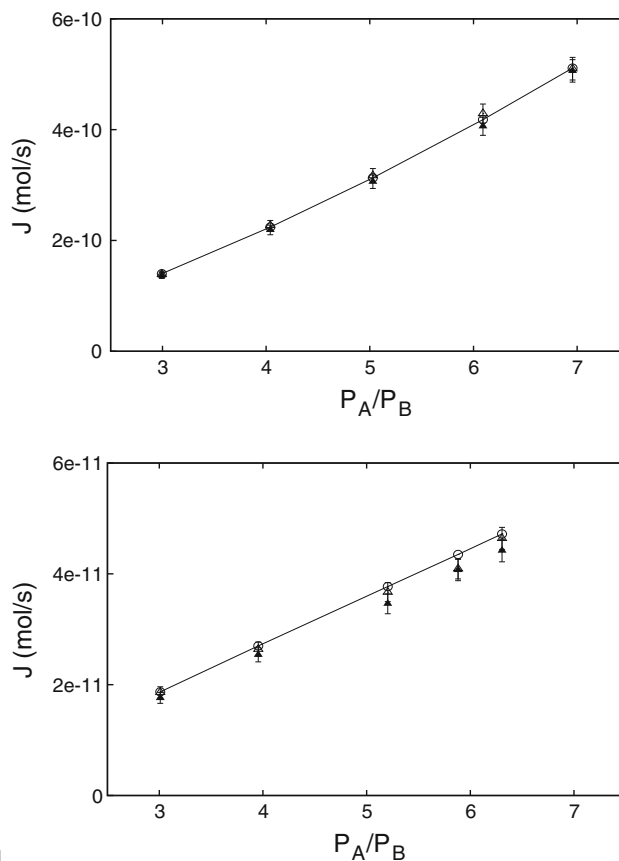 6e-10
4e-10
2e-10
0
J (mol/s)
3 4 5 6 7
P_A/P_B
6e-11
4e-11
2e-11
0
J (mol/s)
3 4 5 6 7
P_A/P_B